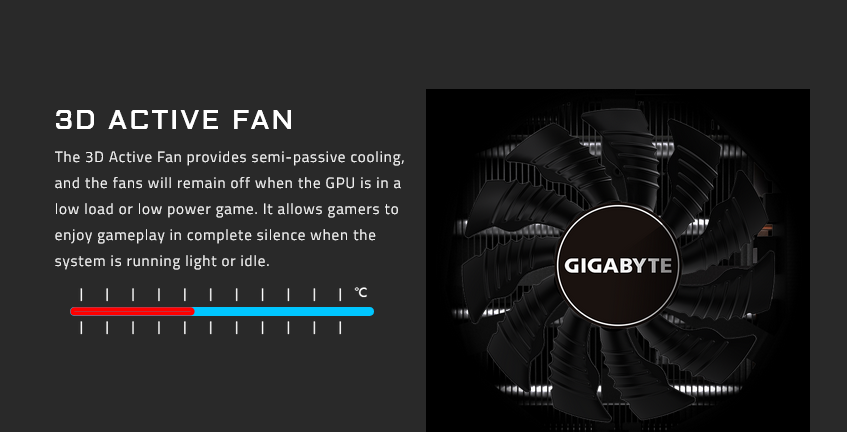 3D ACTIVE FAN
The 3D Active Fan provides semi-passive cooling,
and the fans will remain off when the GPU is in a
low load or low power game. It allows gamers to
enjoy gameplay in complete silence when the
system is running light or idle.
℃
GIGABYTE